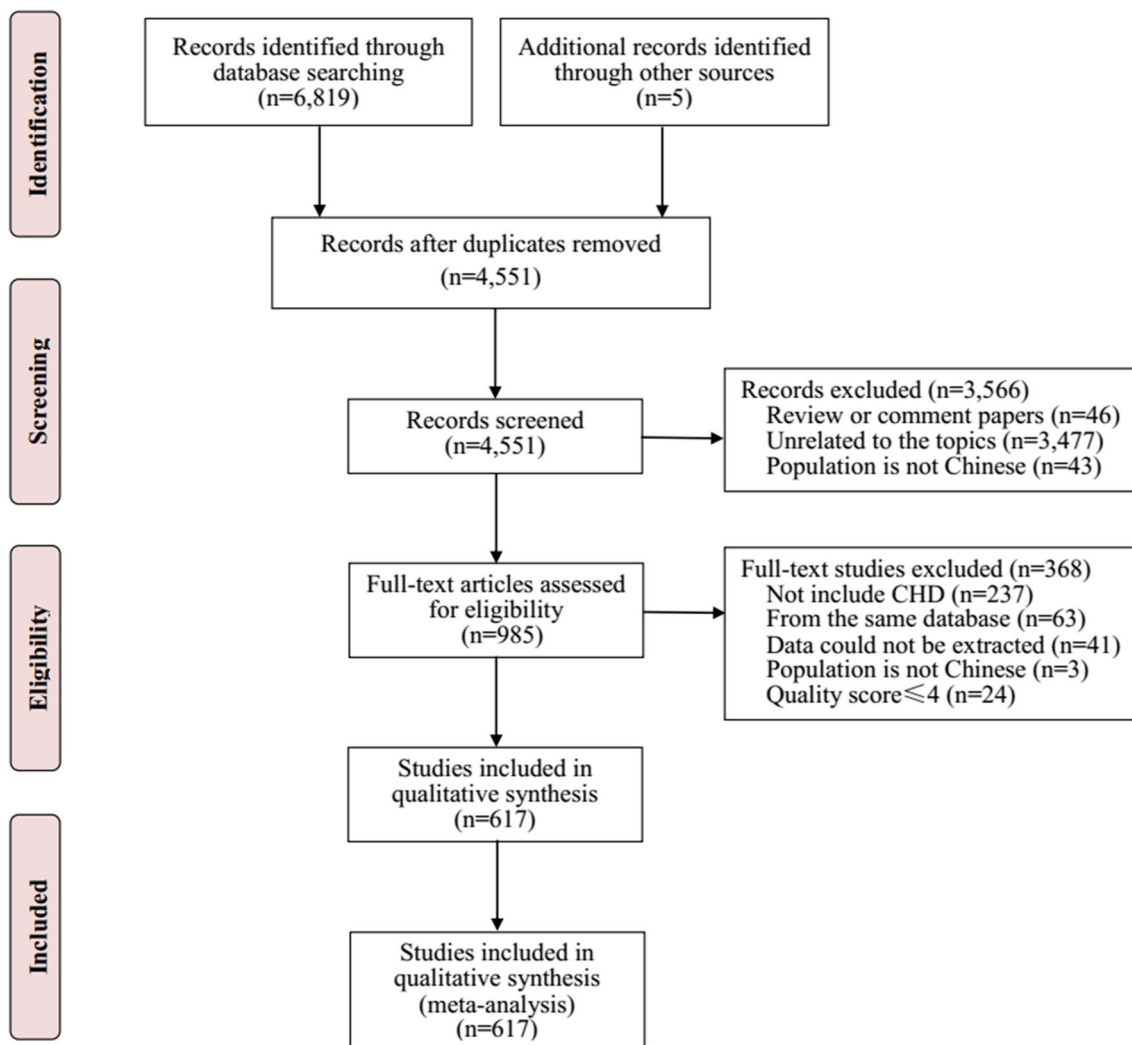 Identification
Records identified through
database searching
(n=6,819)
Additional records identified
through other sources
(n=5)
Records after duplicates removed
(n=4,551)
Screening
Records screened
(n=4,551)
Records excluded (n=3,566)
Review or comment papers (n=46)
Unrelated to the topics (n=3,477)
Population is not Chinese (n=43)
Eligibility
Full-text articles assessed
for eligibility
(n=985)
Full-text studies excluded (n=368)
Not include CHD (n=237)
From the same database (n=63)
Data could not be extracted (n=41)
Population is not Chinese (n=3)
Quality score≤4 (n=24)
Studies included in
qualitative synthesis
(n=617)
Included
Studies included in
qualitative synthesis
(meta-analysis)
(n=617)